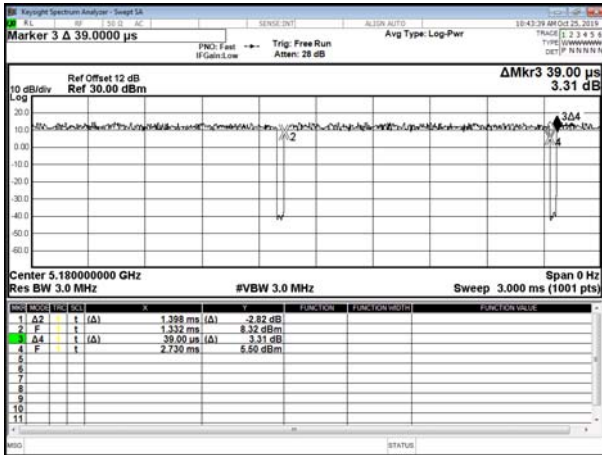 Keysight Spectrum Analyzer - Swept SA
RL RF 50 Ω AC SENSE:INT ALIGN AUTO 10:43:39 AM Oct 25, 2019
Marker 3 Δ 39.0000 μs
PNO: Fast Trig: Free Run Avg Type: Log-Pwr TRACE 1 2 3 4 5 6
IFGain:Low Atten: 28 dB TYPE WWWWWW
DET P N N N N N
Ref Offset 12 dB ΔMkr3 39.00 μs
10 dB/div Ref 30.00 dBm 3.31 dB
Log
20.0
10.0
0.00
-10.0
-20.0
-30.0
-40.0
-50.0
-60.0
2
3Δ4
4
Center 5.180000000 GHz Span 0 Hz
Res BW 3.0 MHz #VBW 3.0 MHz Sweep 3.000 ms (1001 pts)
MKR MODE TRC SCL X Y FUNCTION FUNCTION WIDTH FUNCTION VALUE
1 Δ2 t (Δ) 1.398 ms (Δ) -2.82 dB
2 F t 1.332 ms 8.32 dBm
3 Δ4 t (Δ) 39.00 μs (Δ) 3.31 dB
4 F t 2.730 ms 5.50 dBm
5
6
7
8
9
10
11
MSG STATUS